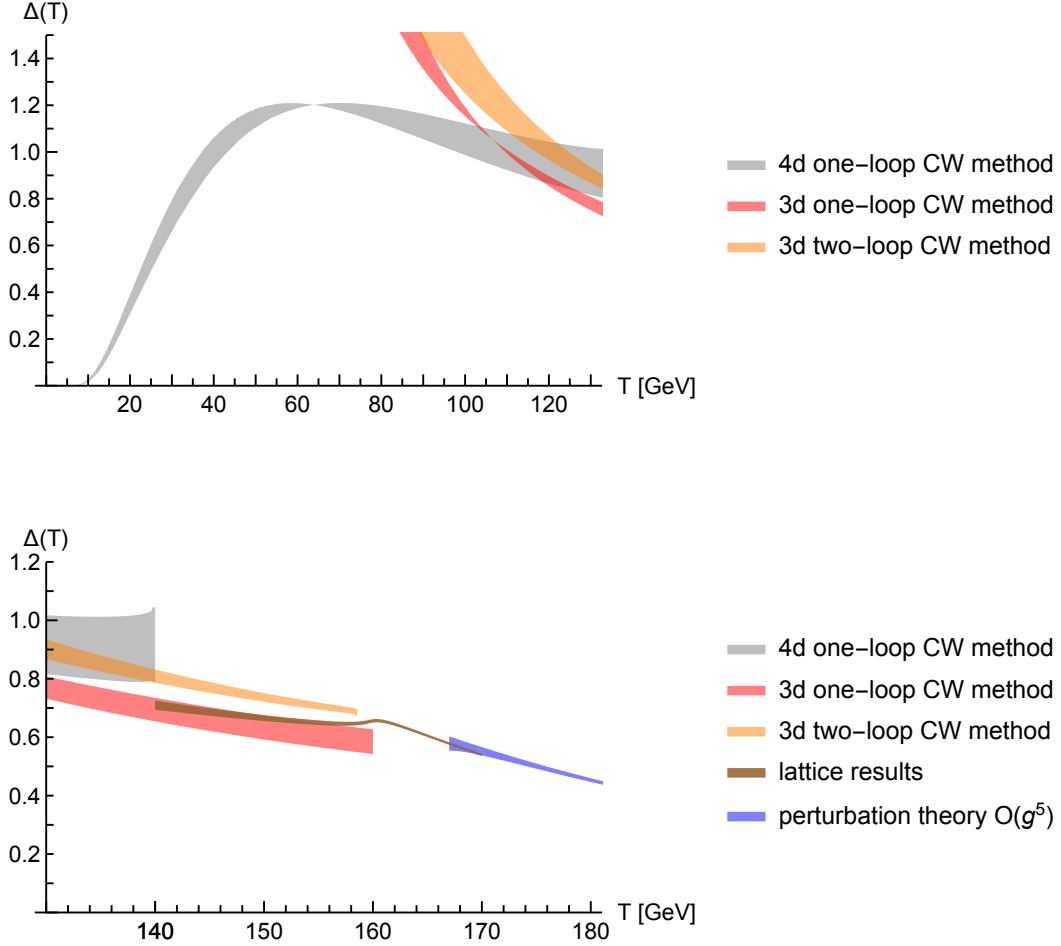 Δ(T)
1.4
1.2
1.0
0.8
0.6
0.4
0.2
20 40 60 80 100 120
T [GeV]
4d one−loop CW method
3d one−loop CW method
3d two−loop CW method
Δ(T)
1.2
1.0
0.8
0.6
0.4
0.2
140 150 160 170 180
T [GeV]
4d one−loop CW method
3d one−loop CW method
3d two−loop CW method
lattice results
perturbation theory O(g⁵)